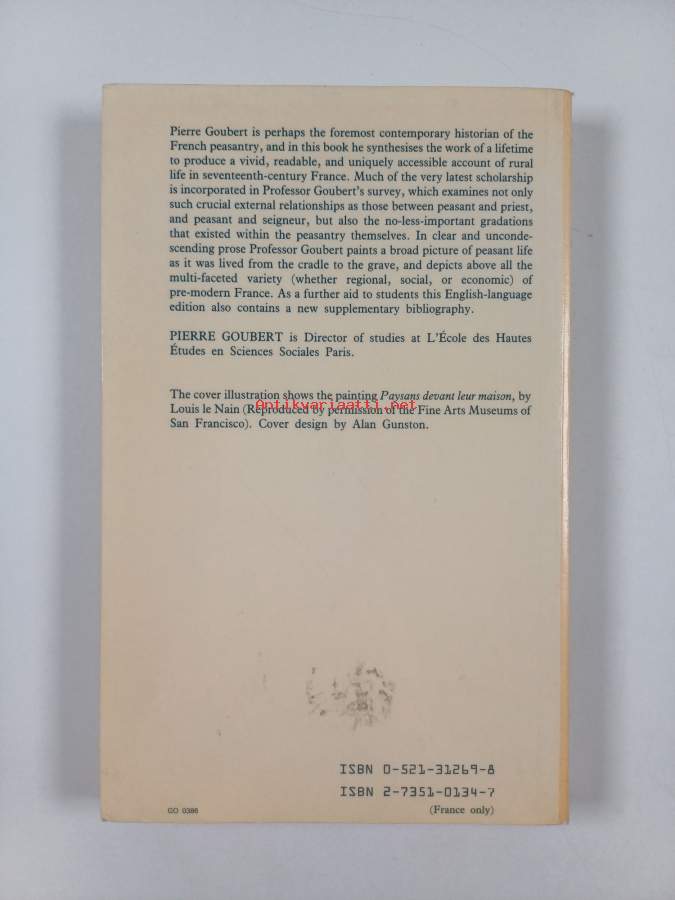 Pierre Goubert is perhaps the foremost contemporary historian of the
French peasantry, and in this book he synthesises the work of a lifetime
to produce a vivid, readable, and uniquely accessible account of rural
life in seventeenth-century France. Much of the very latest scholarship
is incorporated in Professor Goubert's survey, which examines not only
such crucial external relationships as those between peasant and priest,
and peasant and seigneur, but also the no-less-important gradations
that existed within the peasantry themselves. In clear and unconde-
scending prose Professor Goubert paints a broad picture of peasant life
as it was lived from the cradle to the grave, and depicts above all the
multi-faceted variety (whether regional, social, or economic) of
pre-modern France. As a further aid to students this English-language
edition also contains a new supplementary bibliography.
PIERRE GOUBERT is Director of studies at L'École des Hautes
Études en Sciences Sociales Paris.
The cover illustration shows the painting Paysans devant leur maison, by
Louis le Nain (Reproduced by permission of the Fine Arts Museums of
San Francisco). Cover design by Alan Gunston.
Antikvariaatti.net
ISBN 0-521-31269-8
ISBN 2-7351-0134-7
GO 0386 (France only)